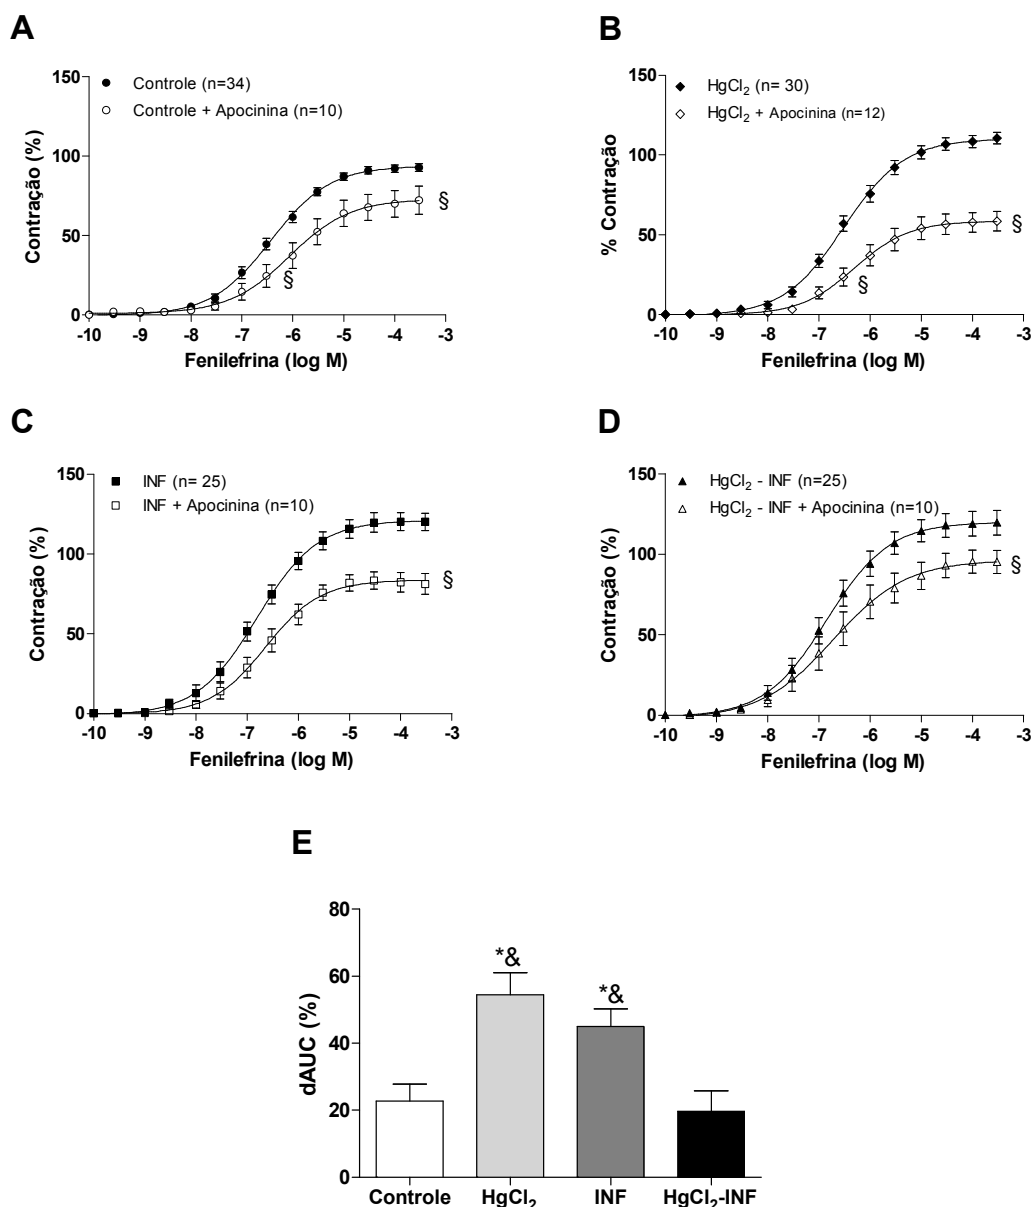 A
Controle (n=34)
Controle + Apocinina (n=10)
Contração (%)
150
100
50
0
§
§
-10 -9 -8 -7 -6 -5 -4 -3
Fenilefrina (log M)
B
HgCl₂ (n= 30)
HgCl₂ + Apocinina (n=12)
% Contração
150
100
50
0
§
§
-10 -9 -8 -7 -6 -5 -4 -3
Fenilefrina (log M)
C
INF (n= 25)
INF + Apocinina (n=10)
Contração (%)
150
100
50
0
§
-10 -9 -8 -7 -6 -5 -4 -3
Fenilefrina (log M)
D
HgCl₂ - INF (n=25)
HgCl₂ - INF + Apocinina (n=10)
Contração (%)
150
100
50
0
§
-10 -9 -8 -7 -6 -5 -4 -3
Fenilefrina (log M)
E
dAUC (%)
80
60
40
20
0
*&
*&
Controle HgCl₂ INF HgCl₂-INF